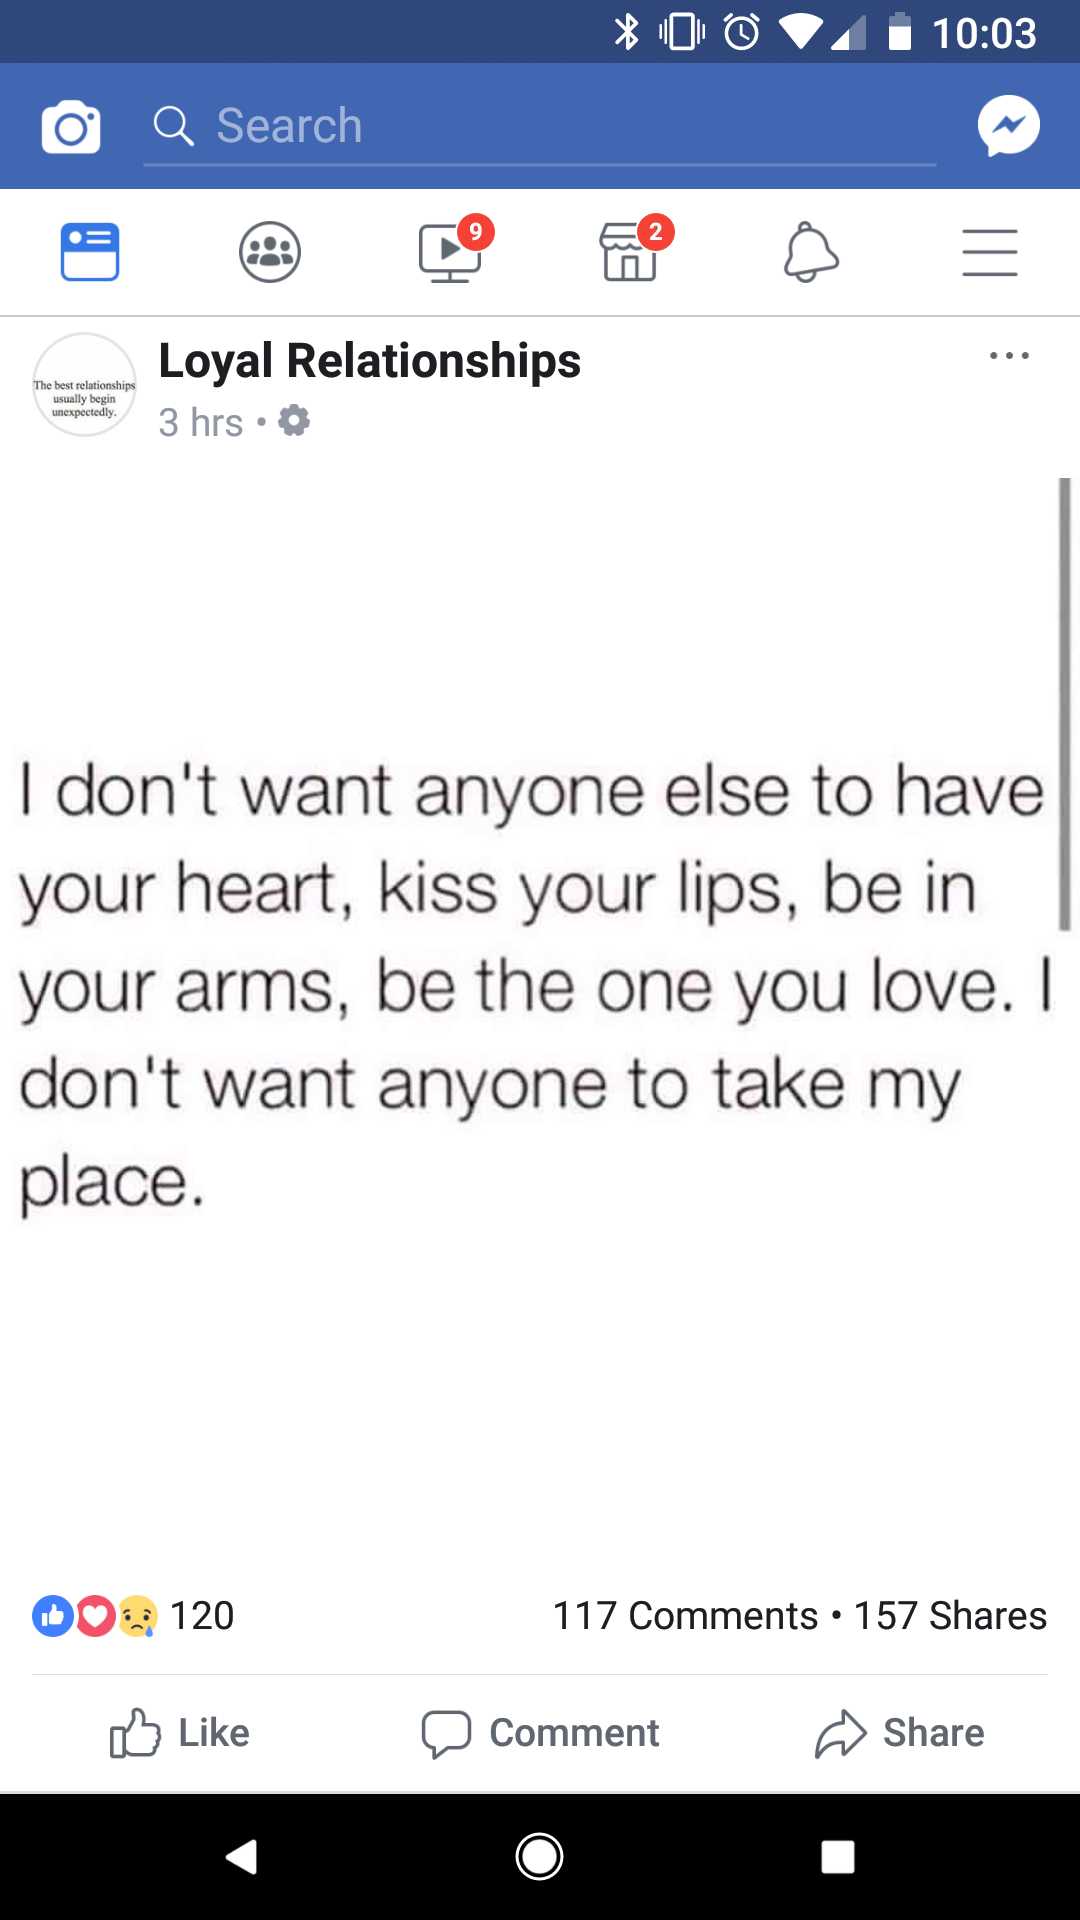 10:03
Search
9
2
Loyal Relationships
The best relationships
usually begin
unexpectedly.
3 hrs •
I don't want anyone else to have
your heart, kiss your lips, be in
your arms, be the one you love. I
don't want anyone to take my
place.
120
117 Comments • 157 Shares
Like
Comment
Share